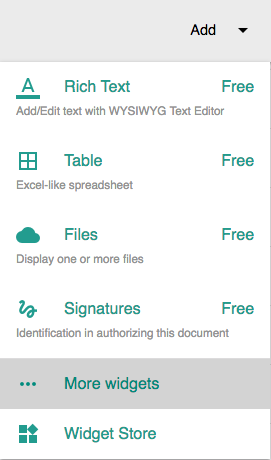 Add
Rich Text Free
Add/Edit text with WYSIWYG Text Editor
Table Free
Excel-like spreadsheet
Files Free
Display one or more files
Signatures Free
Identification in authorizing this document
More widgets
Widget Store